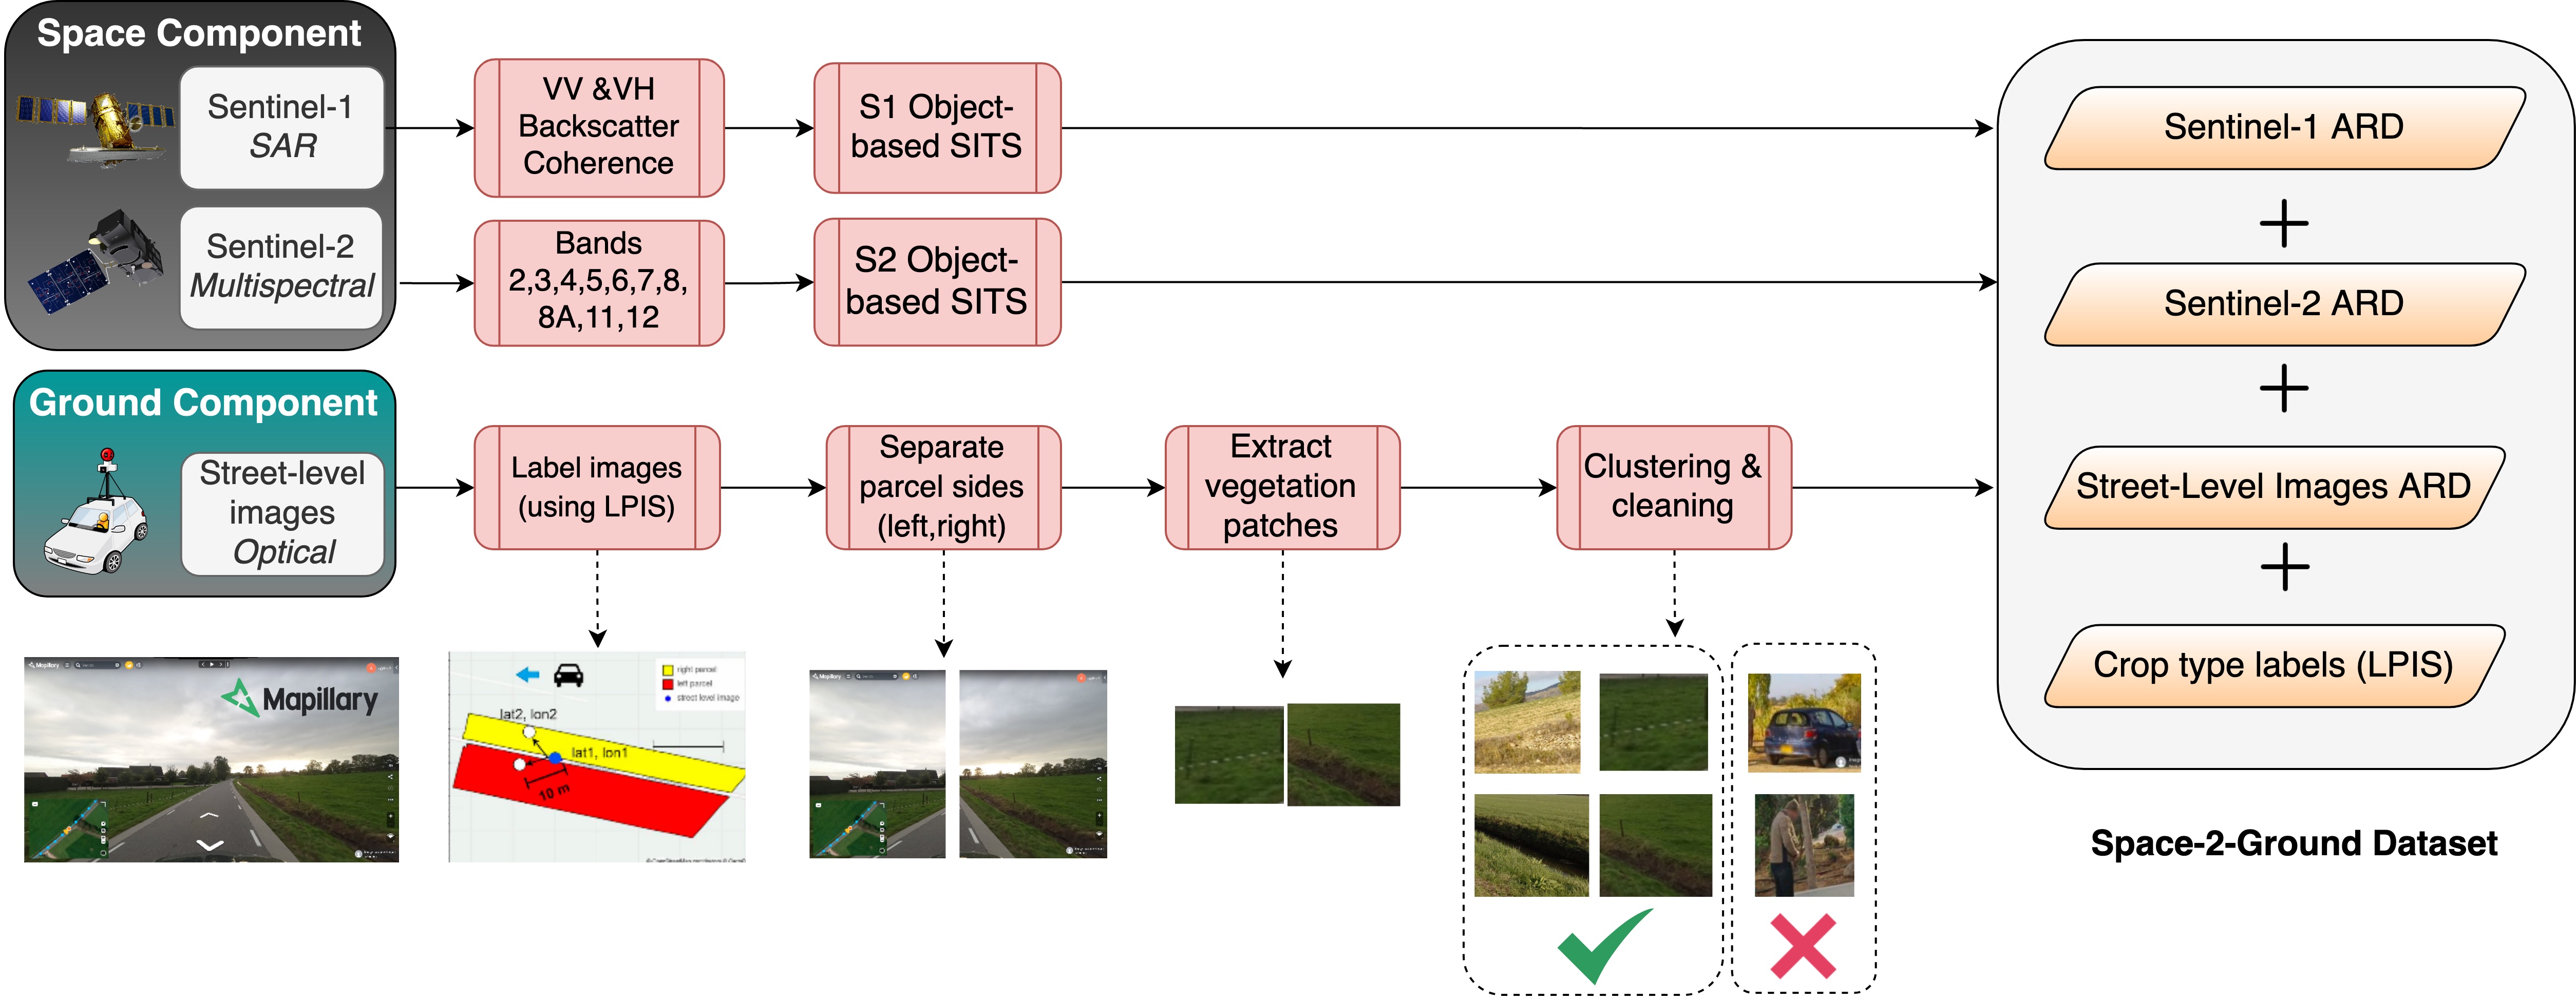 Space Component
Sentinel-1
SAR
Sentinel-2
Multispectral
VV &VH
Backscatter
Coherence
S1 Object-
based SITS
Bands
2,3,4,5,6,7,8,
8A,11,12
S2 Object-
based SITS
Ground Component
Street-level
images
Optical
Label images
(using LPIS)
Separate
parcel sides
(left,right)
Extract
vegetation
patches
Clustering &
cleaning
Sentinel-1 ARD
+
Sentinel-2 ARD
+
Street-Level Images ARD
+
Crop type labels (LPIS)
Space-2-Ground Dataset
Mapillary
Mapillary
right parcel
left parcel
street level image
lat2, lon2
lat1, lon1
10 m
Mapillary